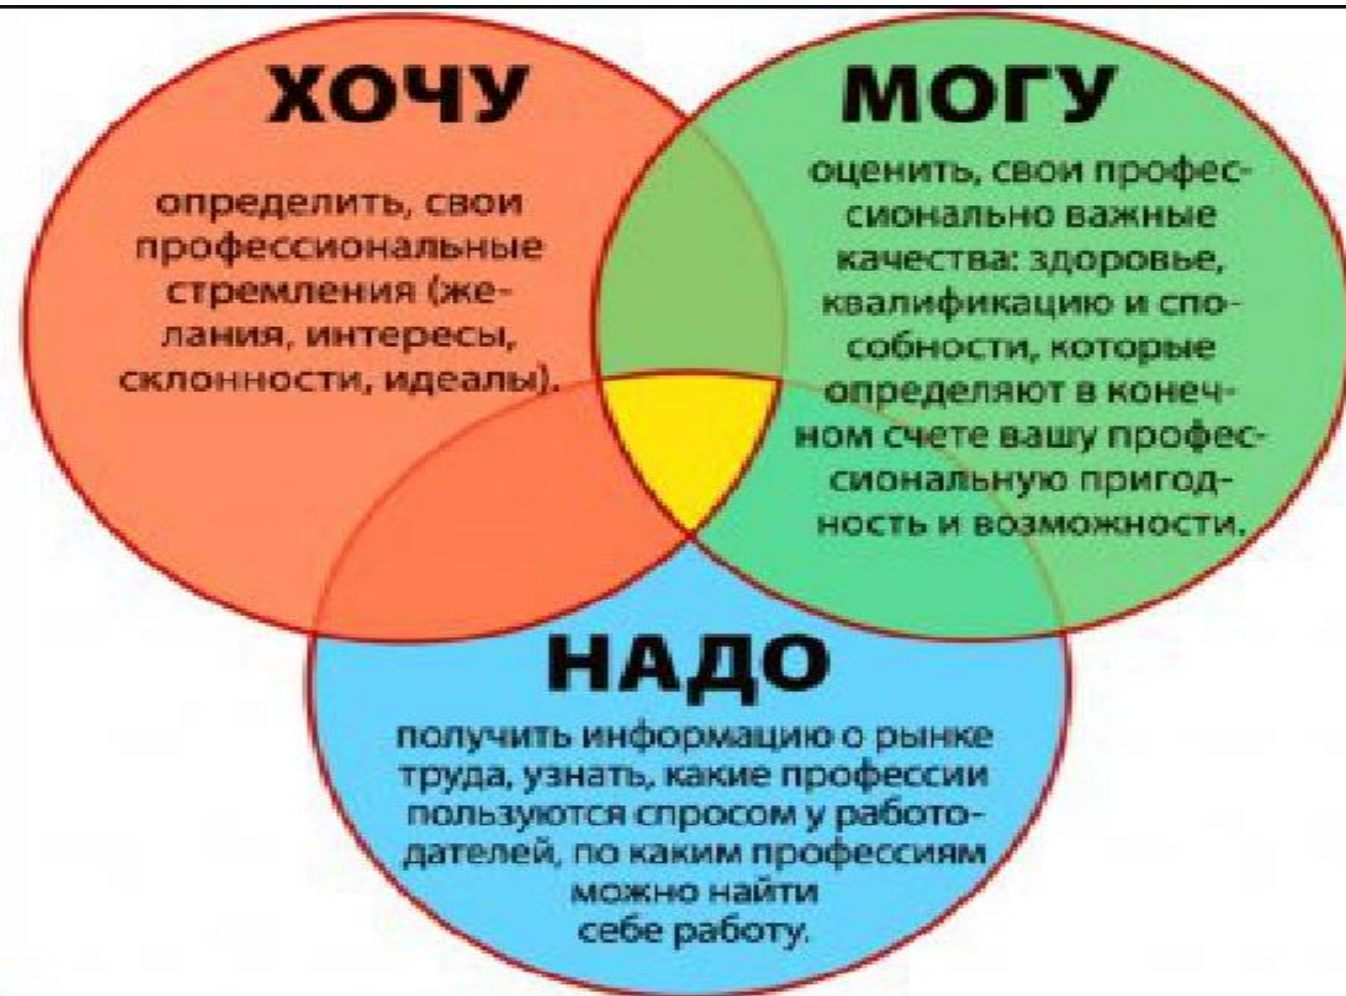 ХОЧУ
определить, свои
профессиональные
стремления (же-
лания, интересы,
склонности, идеалы).
МОГУ
оценить, свои профес-
сионально важные
качества: здоровье,
квалификацию и спо-
собности, которые
определяют в конеч-
ном счете вашу профес-
сиональную пригод-
ность и возможности.
НАДО
получить информацию о рынке
труда, узнать, какие профессии
пользуются спросом у работо-
дателей, по каким профессиям
можно найти
себе работу.